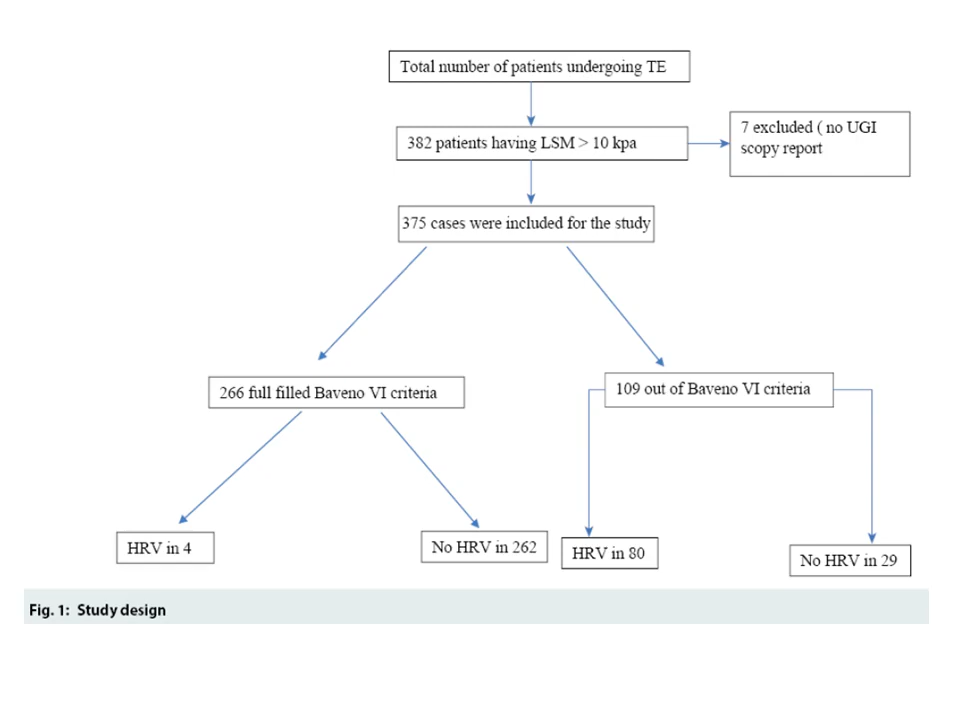 Total number of patients undergoing TE
382 patients having LSM > 10 kpa
7 excluded ( no UGI
scopy report
375 cases were included for the study
266 full filled Baveno VI criteria
109 out of Baveno VI criteria
HRV in 4
No HRV in 262
HRV in 80
No HRV in 29
Fig. 1: Study design